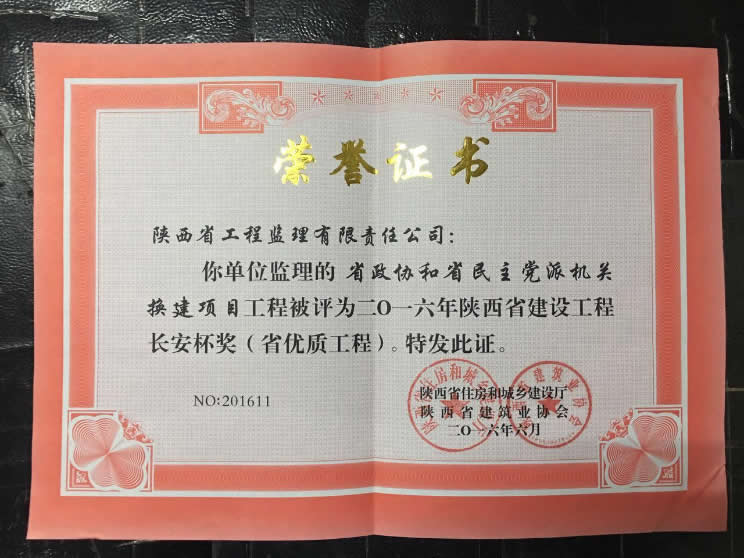 荣誉证书
陕西省工程监理有限责任公司：
你单位监理的 省政协和省民主党派机关
换建项目工程被评为二〇一六年陕西省建设工程
长安杯奖（省优质工程）。特发此证。
NO:201611
陕西省住房和城乡建设厅
陕西省建筑业协会
二〇一六年六月